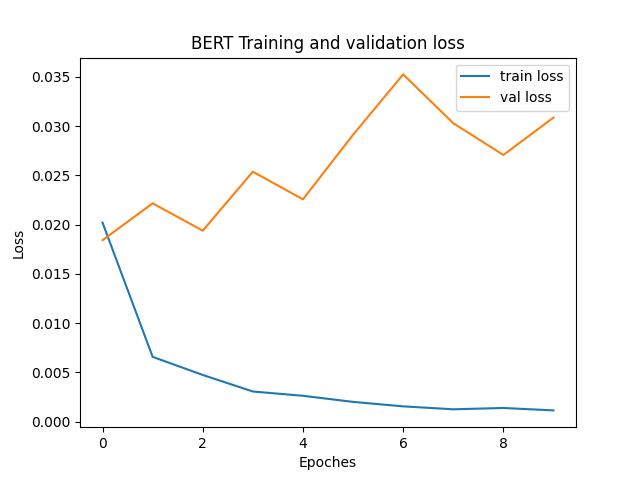 BERT Training and validation loss
train loss
val loss
0.035
0.030
0.025
0.020
0.015
0.010
0.005
0.000
Loss
0 2 4 6 8
Epoches